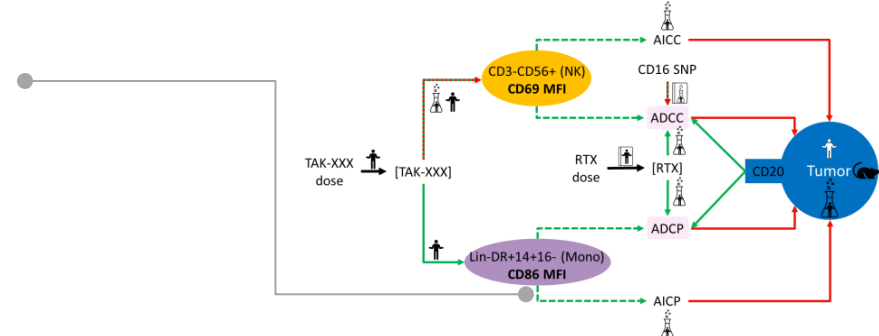 AICC
CD3-CD56+ (NK)
CD69 MFI
CD16 SNP
ADCC
TAK-XXX
dose
[TAK-XXX]
RTX
dose
[RTX]
CD20
Tumor
ADCP
Lin-DR+14+16- (Mono)
CD86 MFI
AICP